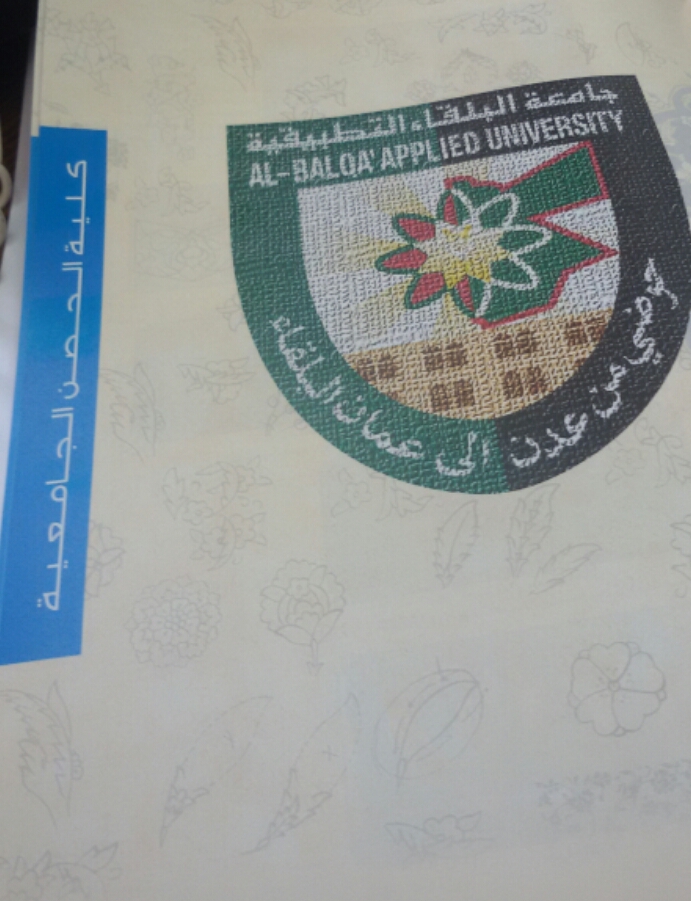 جامعة البلقاء التطبيقية
AL-BALQA' APPLIED UNIVERSITY
حوضي من عدن الى عمان البلقاء
كلية الحصن الجامعية